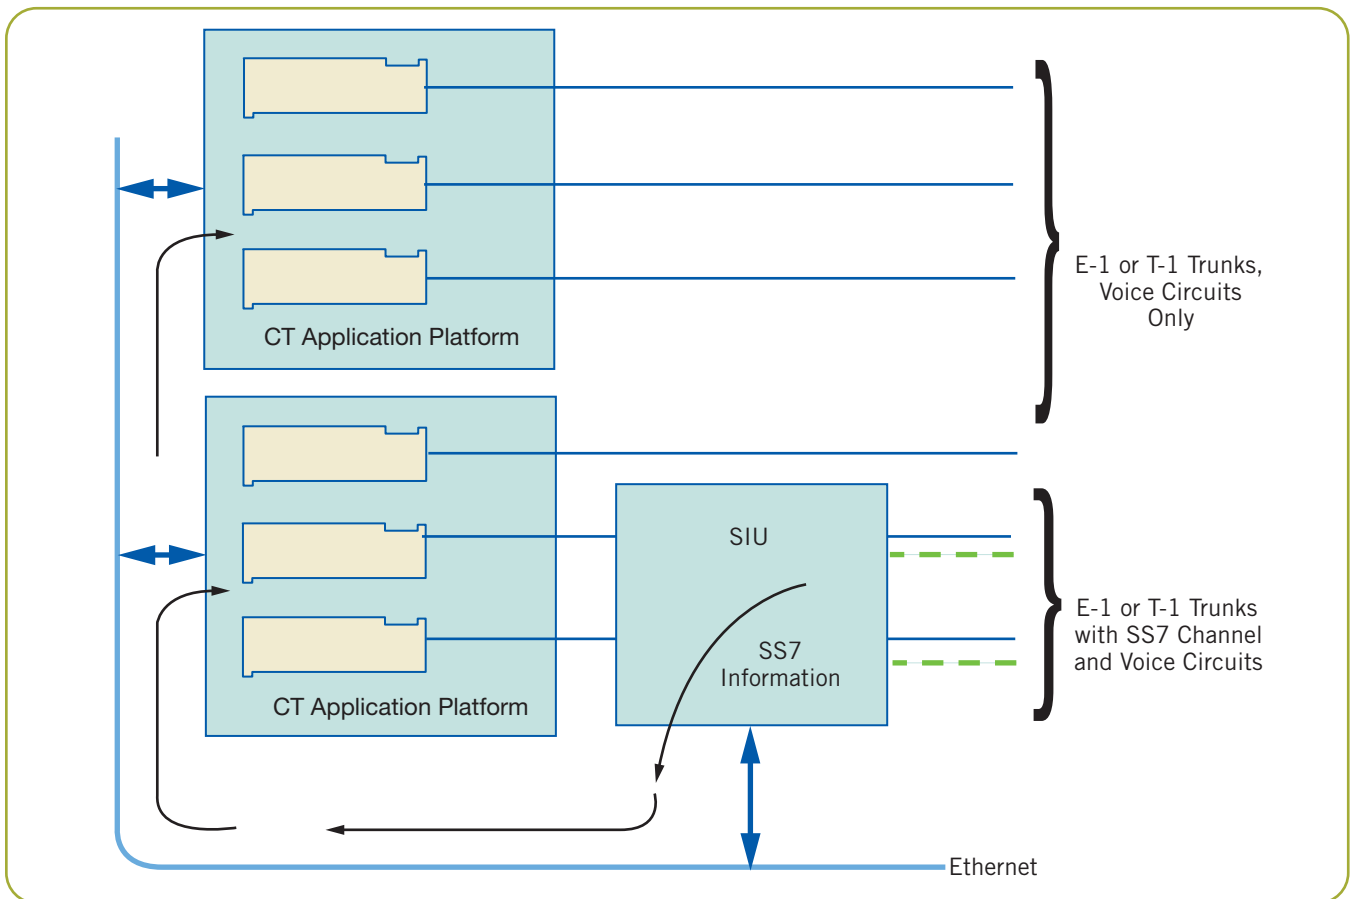 CT Application Platform
E-1 or T-1 Trunks,
Voice Circuits
Only
SIU
SS7
Information
CT Application Platform
E-1 or T-1 Trunks
with SS7 Channel
and Voice Circuits
Ethernet